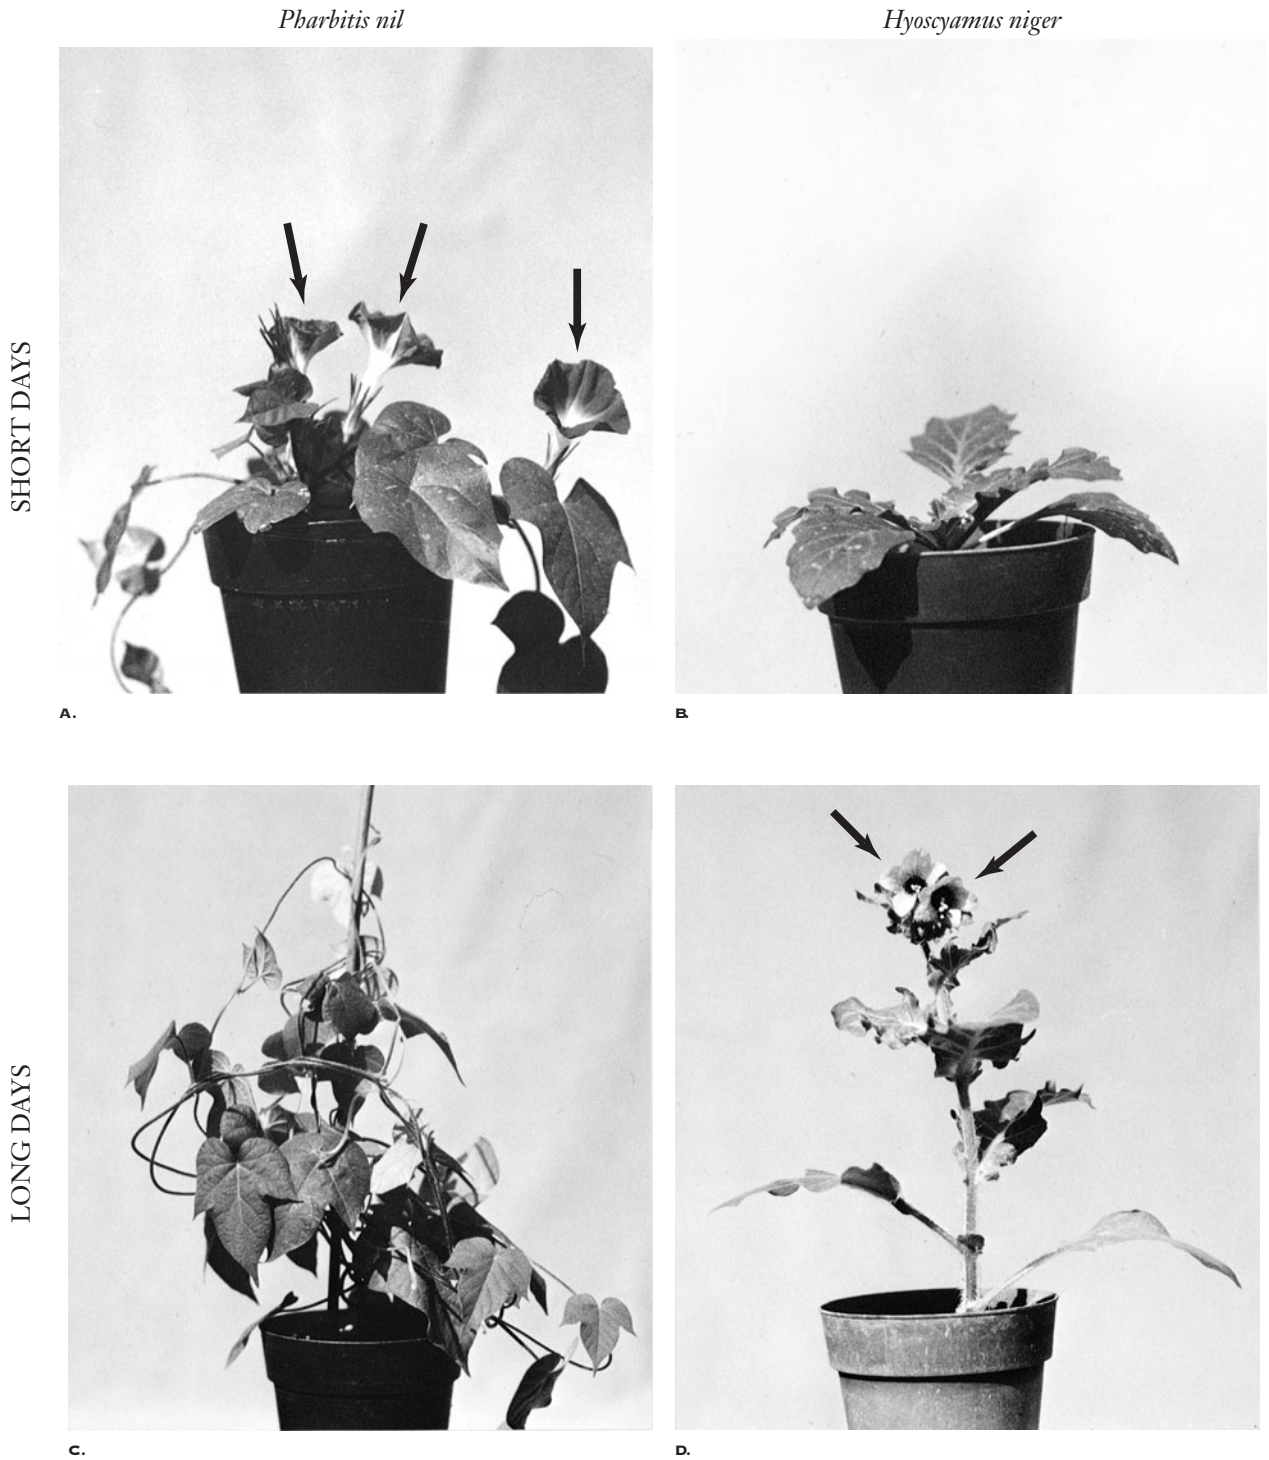 Pharbitis nil
Hyoscyamus niger
SHORT DAYS
A.
B.
LONG DAYS
C.
D.